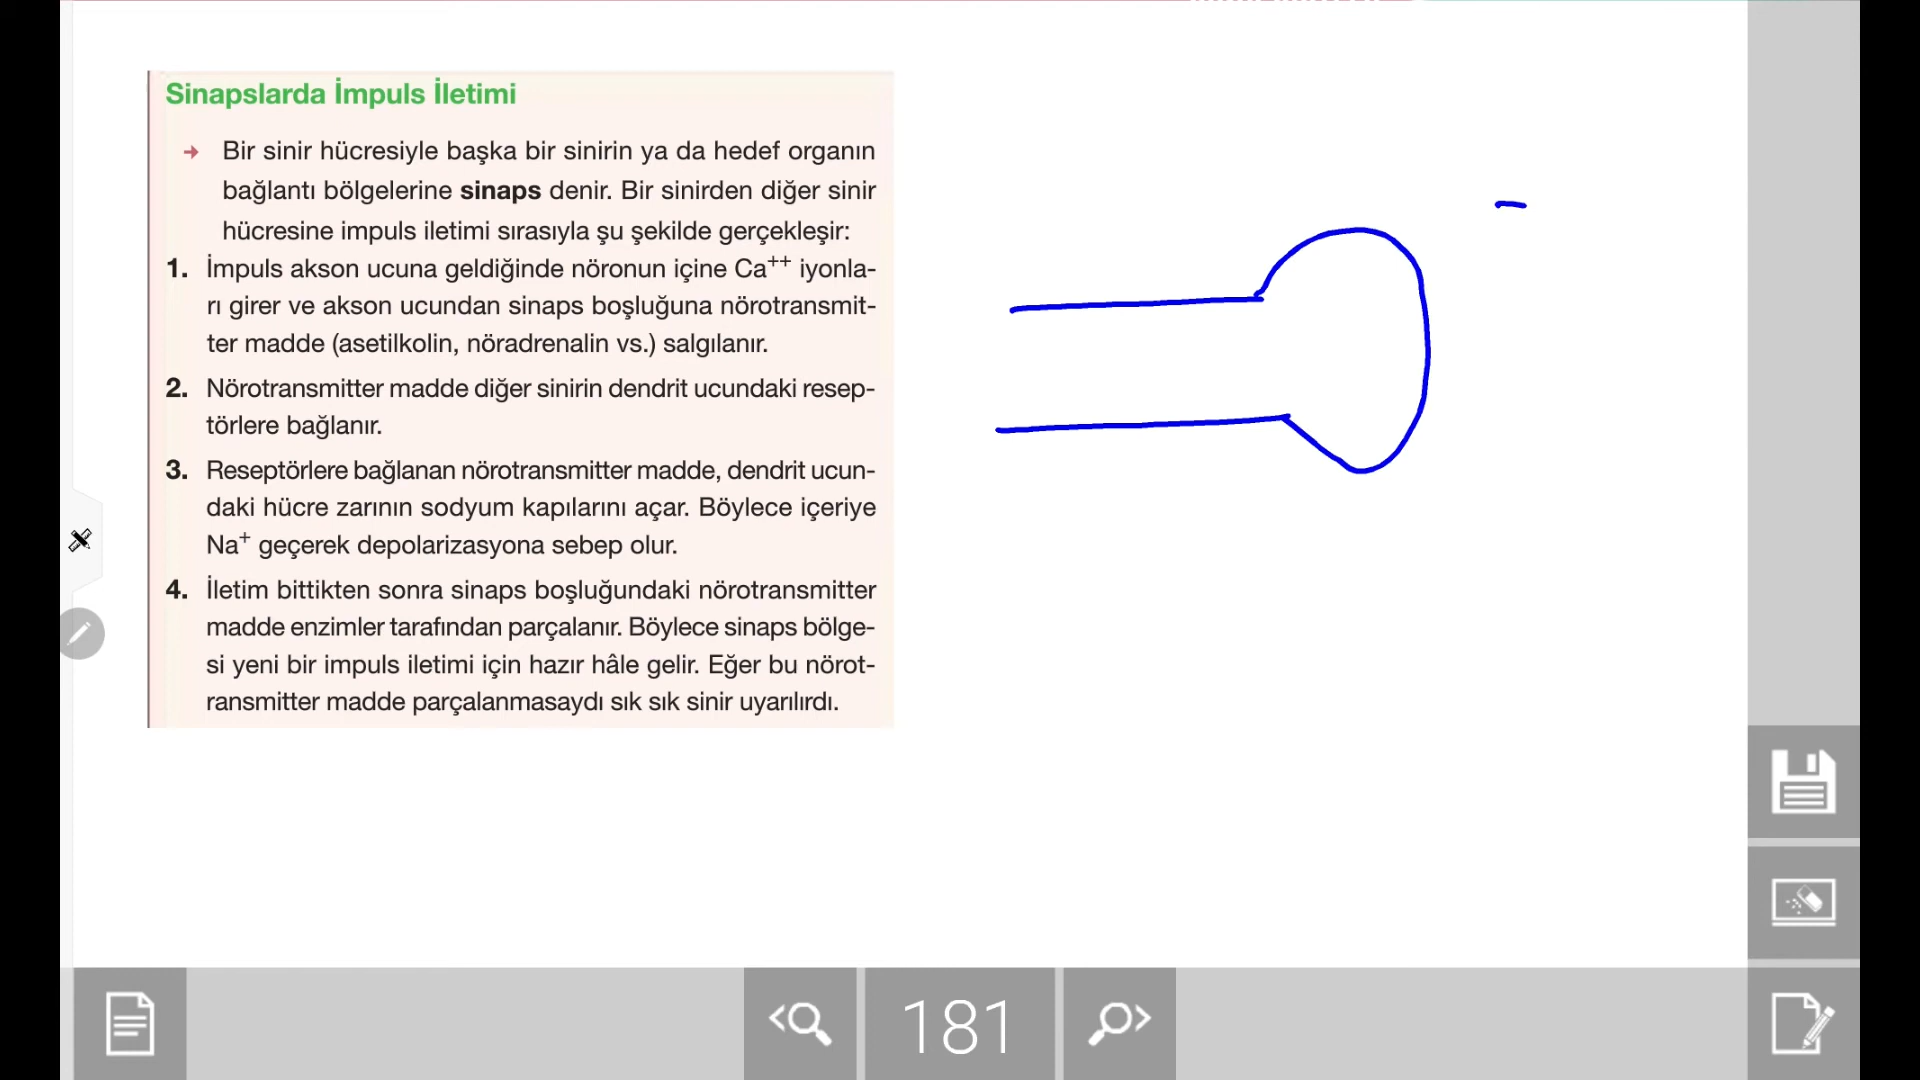 Sinapslarda İmpuls İletimi
→ Bir sinir hücresiyle başka bir sinirin ya da hedef organın
bağlantı bölgelerine sinaps denir. Bir sinirden diğer sinir
hücresine impuls iletimi sırasıyla şu şekilde gerçekleşir:
1. İmpuls akson ucuna geldiğinde nöronun içine Ca++ iyonla-
rı girer ve akson ucundan sinaps boşluğuna nörotransmit-
ter madde (asetilkolin, nöradrenalin vs.) salgılanır.
2. Nörotransmitter madde diğer sinirin dendrit ucundaki resep-
törlere bağlanır.
3. Reseptörlere bağlanan nörotransmitter madde, dendrit ucun-
daki hücre zarının sodyum kapılarını açar. Böylece içeriye
Na+ geçerek depolarizasyona sebep olur.
4. İletim bittikten sonra sinaps boşluğundaki nörotransmitter
madde enzimler tarafından parçalanır. Böylece sinaps bölge-
si yeni bir impuls iletimi için hazır hâle gelir. Eğer bu nörot-
ransmitter madde parçalanmasaydı sık sık sinir uyarılırdı.
181